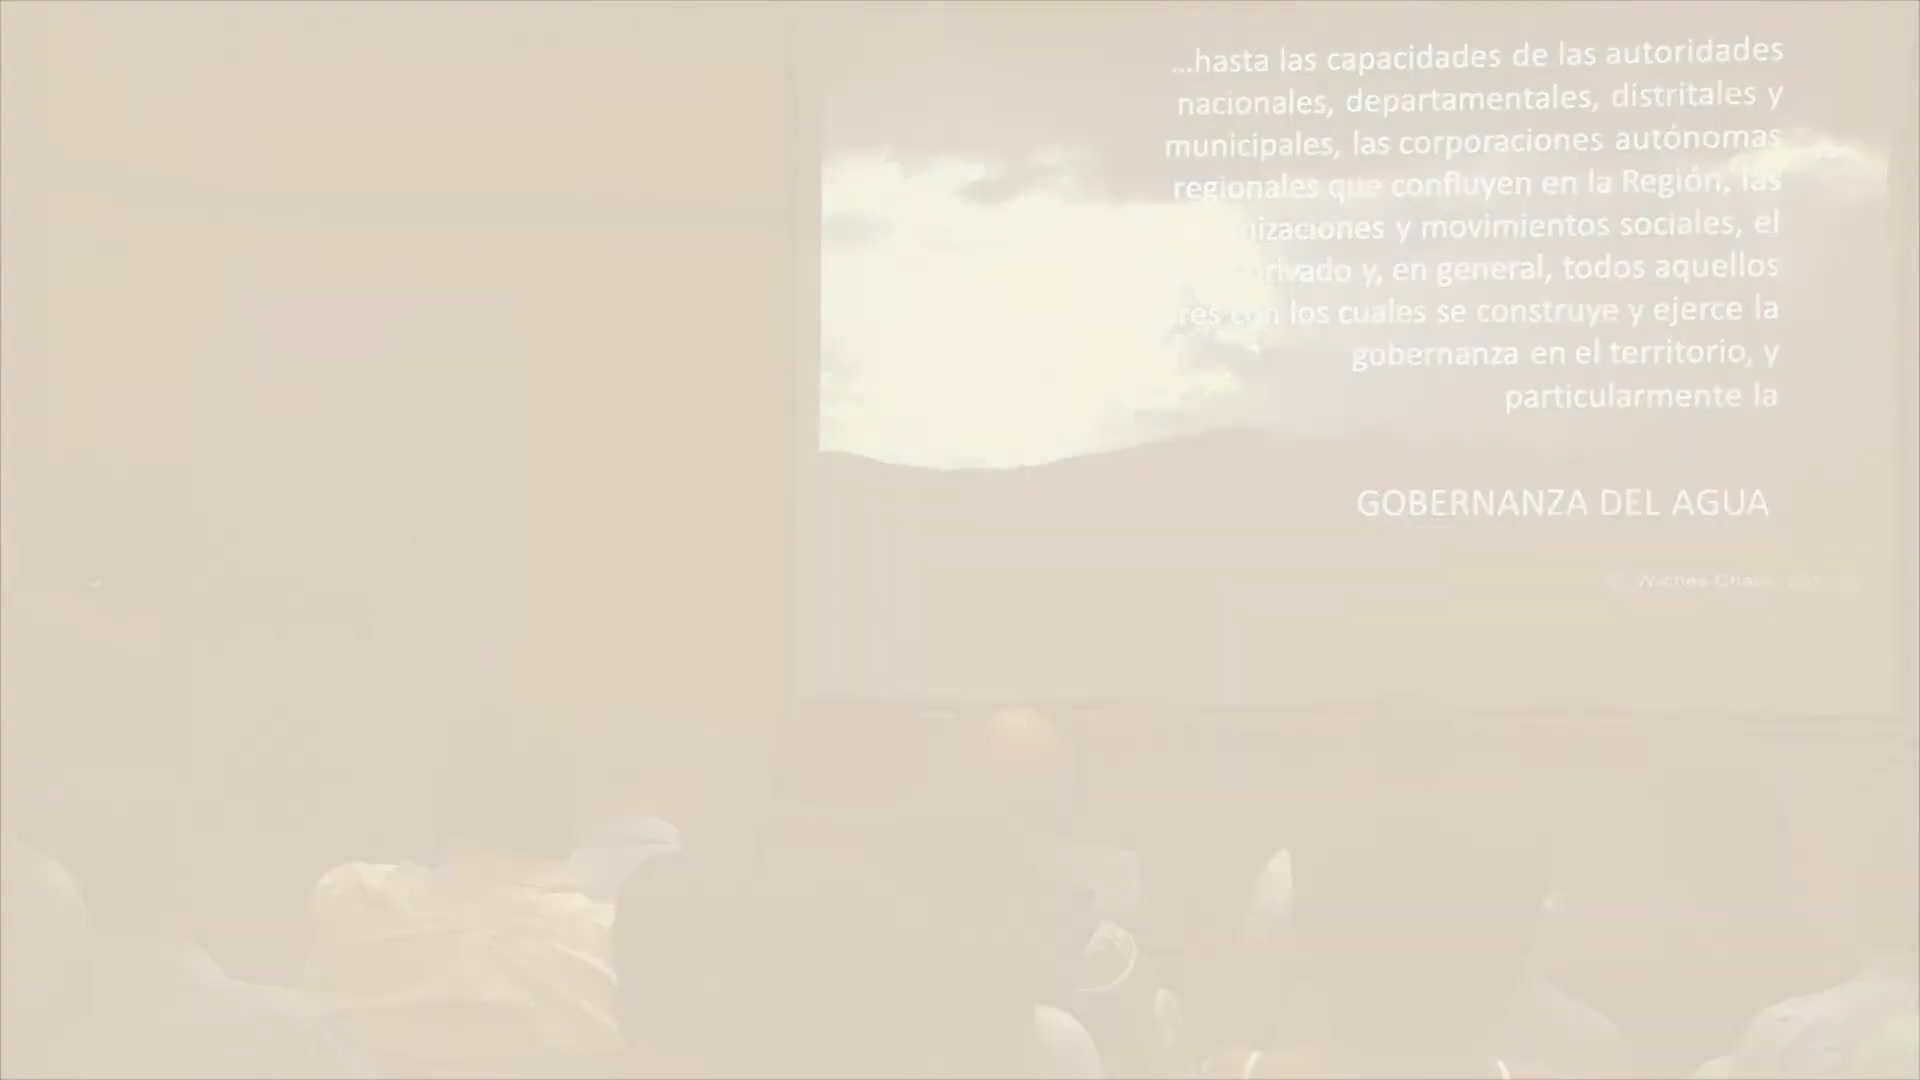 ...hasta las capacidades de las autoridades
nacionales, departamentales, distritales y
municipales, las corporaciones autónomas
regionales que confluyen en la Región, las
y movimientos sociales, el
y, en general, todos aquellos
con los cuales se construye y ejerce la
gobernanza en el territorio, y
particularmente la
GOBERNANZA DEL AGUA